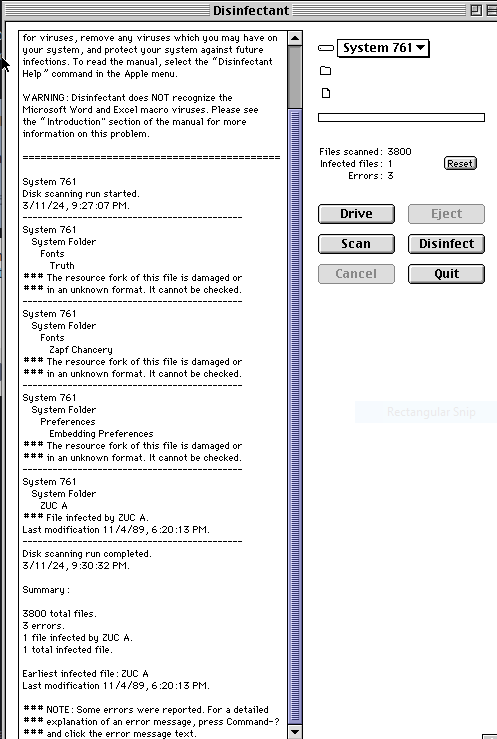 Disinfectant
for viruses, remove any viruses which you may have on
your system, and protect your system against future
infections. To read the manual, select the “Disinfectant
Help” command in the Apple menu.
WARNING: Disinfectant does NOT recognize the
Microsoft Word and Excel macro viruses. Please see
the “Introduction" section of the manual for more
information on this problem.
===========================================
System 761
Disk scanning run started.
3/11/24, 9:27:07 PM.
----------------------------------------
System 761
System Folder
Fonts
Truth
### The resource fork of this file is damaged or
### in an unknown format. It cannot be checked.
----------------------------------------
System 761
System Folder
Fonts
Zapf Chancery
### The resource fork of this file is damaged or
### in an unknown format. It cannot be checked.
----------------------------------------
System 761
System Folder
Preferences
Embedding Preferences
### The resource fork of this file is damaged or
### in an unknown format. It cannot be checked.
----------------------------------------
System 761
System Folder
ZUC A
### File infected by ZUC A.
Last modification 11/4/89, 6:20:13 PM.
----------------------------------------
Disk scanning run completed.
3/11/24, 9:30:32 PM.
Summary:
3800 total files.
3 errors.
1 file infected by ZUC A.
1 total infected file.
Earliest infected file: ZUC A
Last modification 11/4/89, 6:20:13 PM.
### NOTE: Some errors were reported. For a detailed
### explanation of an error message, press Command-?
### and click the error message text.
System 761
Files scanned: 3800
Infected files: 1
Errors: 3
Reset
Drive
Eject
Scan
Disinfect
Cancel
Quit
Rectangular Snip